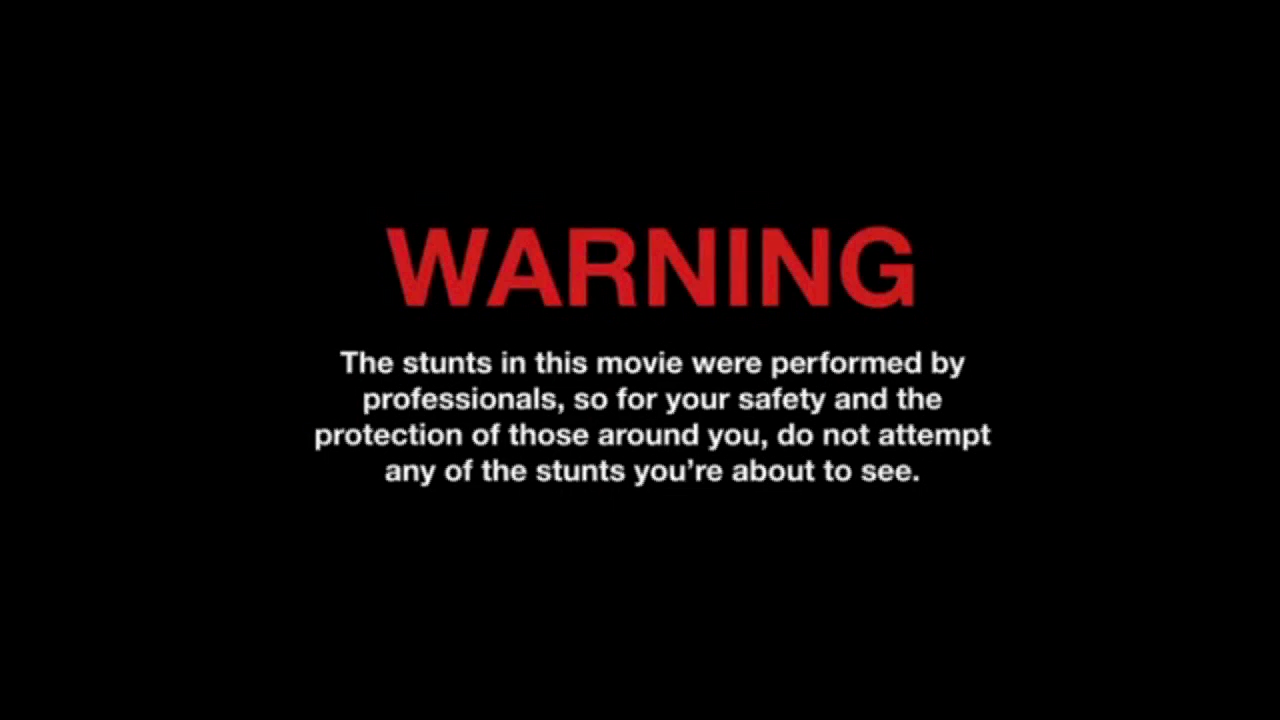 WARNING
The stunts in this movie were performed by
professionals, so for your safety and the
protection of those around you, do not attempt
any of the stunts you’re about to see.